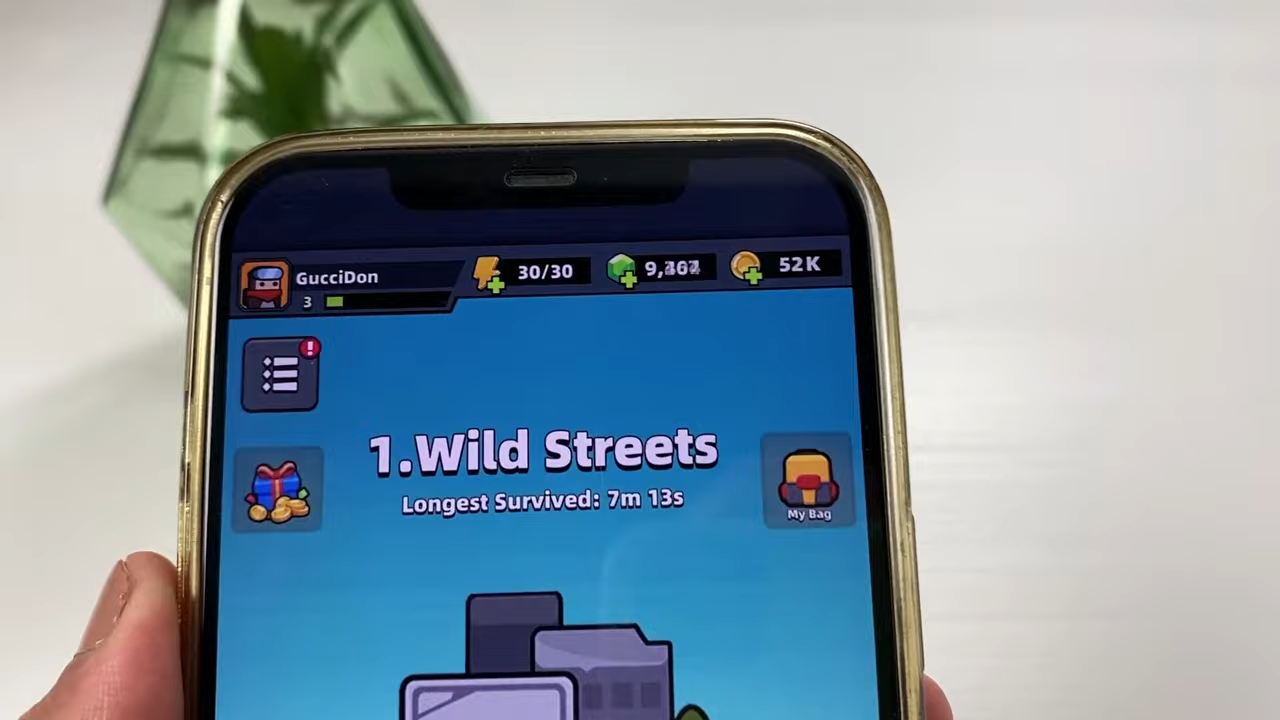 GucciDon
3
30/30
52K
1.Wild Streets
Longest Survived: 7m 13s
My Bag